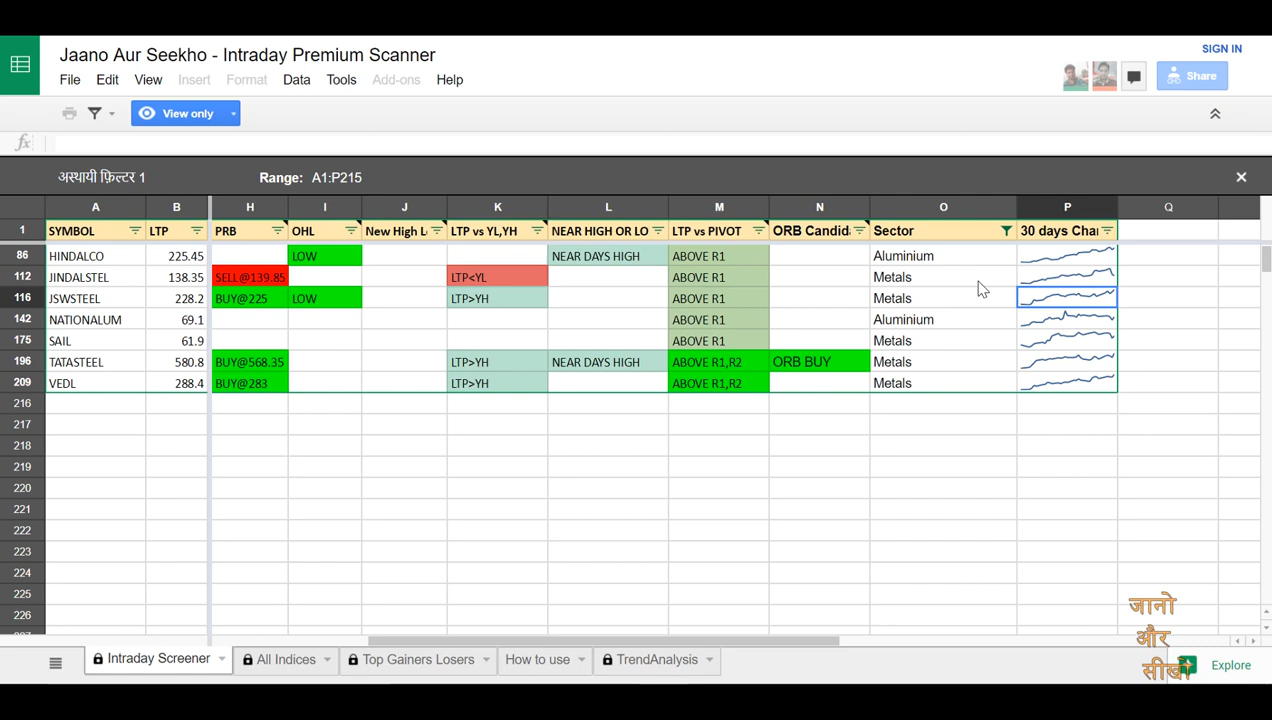 Jaano Aur Seekho - Intraday Premium Scanner
SIGN IN
File Edit View Insert Format Data Tools Add-ons Help
Share
View only
fx
अस्थायी फ़िल्टर 1 Range: A1:P215
A B H I J K L M N O P Q
1 SYMBOL LTP PRB OHL New High L LTP vs YL,YH NEAR HIGH OR LO LTP vs PIVOT ORB Candid Sector 30 days Cha
86 HINDALCO 225.45 LOW NEAR DAYS HIGH ABOVE R1 Aluminium
112 JINDALSTEL 138.35 SELL@139.85 LTP<YL ABOVE R1 Metals
116 JSWSTEEL 228.2 BUY@225 LOW LTP>YH ABOVE R1 Metals
142 NATIONALUM 69.1 ABOVE R1 Aluminium
175 SAIL 61.9 ABOVE R1 Metals
196 TATASTEEL 580.8 BUY@568.35 LTP>YH NEAR DAYS HIGH ABOVE R1,R2 ORB BUY Metals
209 VEDL 288.4 BUY@283 LTP>YH ABOVE R1,R2 Metals
216
217
218
219
220
221
222
223
224
225
226
जानो
और
सीखो
Intraday Screener All Indices Top Gainers Losers How to use TrendAnalysis Explore